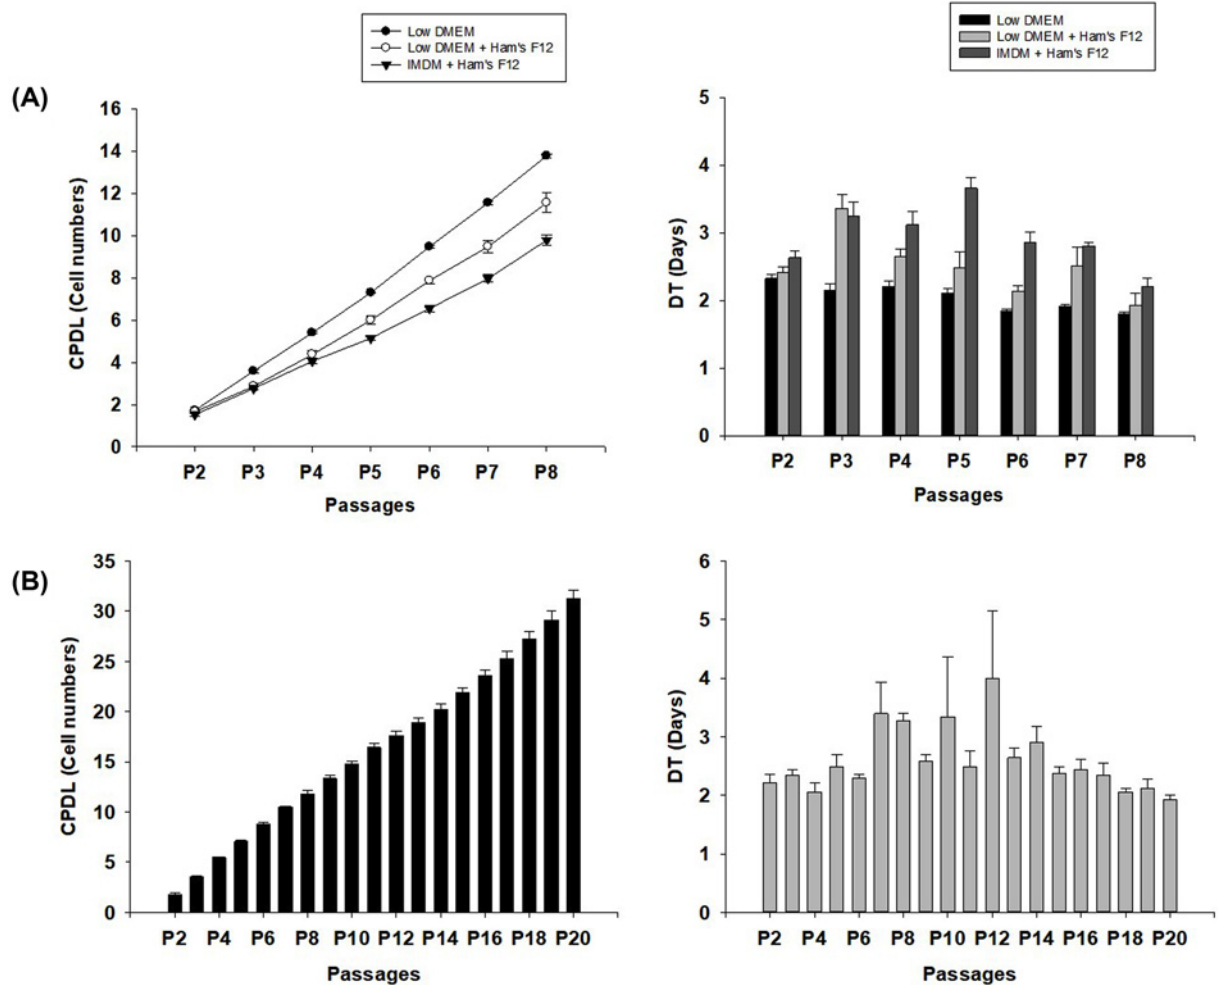 Low DMEM
Low DMEM + Ham's F12
IMDM + Ham's F12
Low DMEM
Low DMEM + Ham's F12
IMDM + Ham's F12
(A)
CPDL (Cell numbers)
16
14
12
10
8
6
4
2
0
P2 P3 P4 P5 P6 P7 P8
Passages
DT (Days)
5
4
3
2
1
0
P2 P3 P4 P5 P6 P7 P8
Passages
(B)
CPDL (Cell numbers)
35
30
25
20
15
10
5
0
P2 P4 P6 P8 P10 P12 P14 P16 P18 P20
Passages
DT (Days)
6
5
4
3
2
1
0
P2 P4 P6 P8 P10 P12 P14 P16 P18 P20
Passages